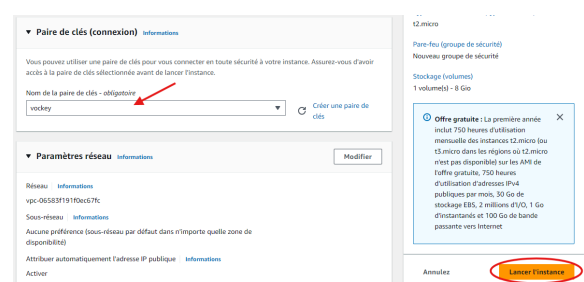 Paire de clés (connexion) Informations
Vous pouvez utiliser une paire de clés pour vous connecter en toute sécurité à votre instance. Assurez-vous d'avoir
accès à la paire de clés sélectionnée avant de lancer l'instance.
Nom de la paire de clés - obligatoire
vockey
Créer une paire de
clés
Paramètres réseau Informations
Modifier
Réseau Informations
vpc-06583f191f0ec67fc
Sous-réseau Informations
Aucune préférence (sous-réseau par défaut dans n'importe quelle zone de
disponibilité)
Attribuer automatiquement l'adresse IP publique Informations
Activer
t2.micro
Pare-feu (groupe de sécurité)
Nouveau groupe de sécurité
Stockage (volumes)
1 volume(s) - 8 Gio
Offre gratuite : La première année
inclut 750 heures d'utilisation
mensuelle des instances t2.micro (ou
t3.micro dans les régions où t2.micro
n'est pas disponible) sur les AMI de
l'offre gratuite, 750 heures
d'utilisation d'adresses IPv4
publiques par mois, 30 Go de
stockage EBS, 2 millions d'I/O, 1 Go
d'instantanés et 100 Go de bande
passante vers Internet
Annulez
Lancer l'instance